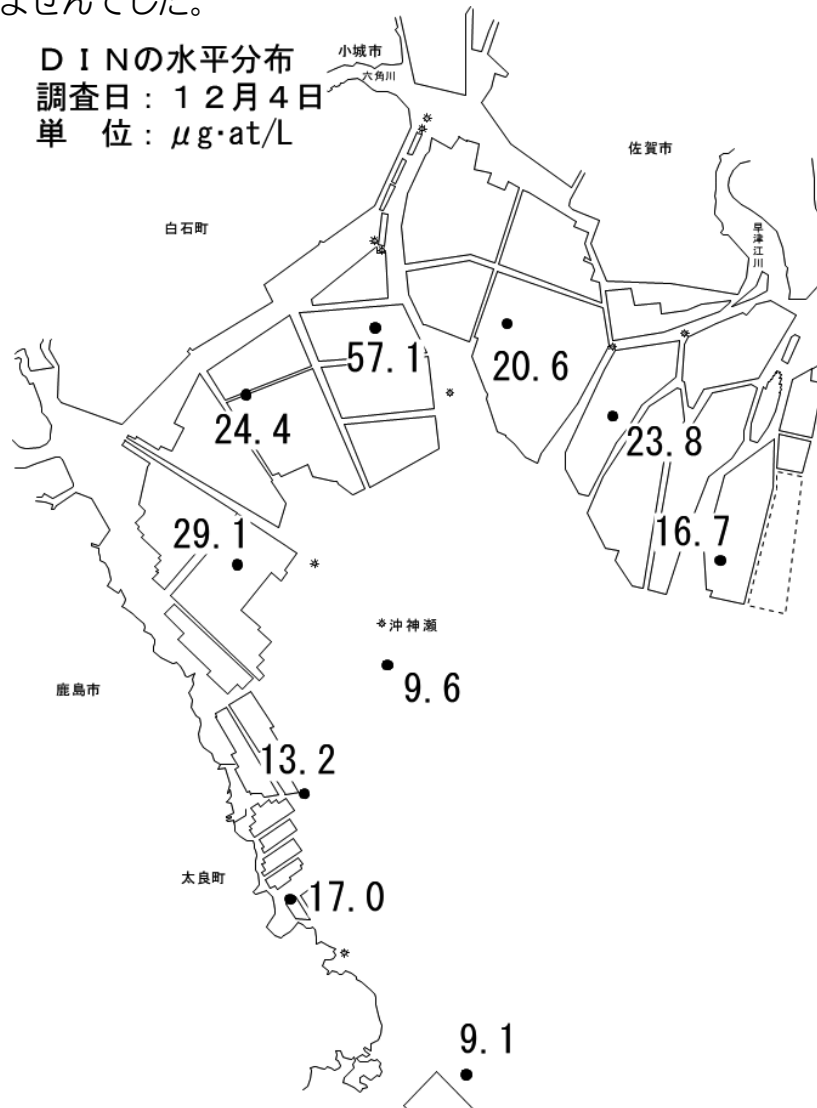 ませんでした。
ＤＩＮの水平分布
調査日：１２月４日
単　位：μg･at/L
小城市
六角川
佐賀市
早津江川
白石町
57.1
20.6
24.4
23.8
29.1
16.7
沖神瀬
9.6
鹿島市
13.2
太良町
17.0
9.1